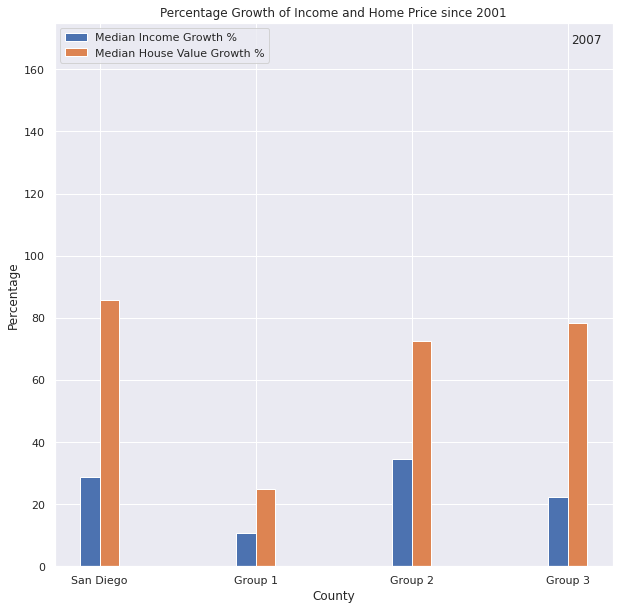 Percentage Growth of Income and Home Price since 2001
Median Income Growth %
Median House Value Growth %
2007
160
140
120
100
80
60
40
20
0
Percentage
San Diego Group 1 Group 2 Group 3
County